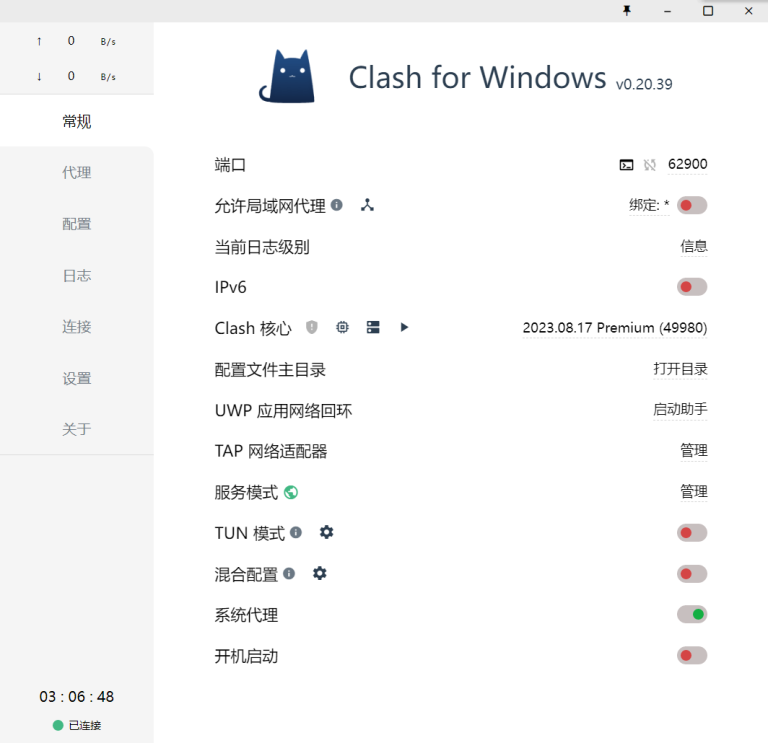 ↑ 0 B/s
↓ 0 B/s
常规
代理
配置
日志
连接
设置
关于
03 : 06 : 48
已连接
Clash for Windows v0.20.39
端口 62900
允许局域网代理 绑定: *
当前日志级别 信息
IPv6
Clash 核心 2023.08.17 Premium (49980)
配置文件主目录 打开目录
UWP 应用网络回环 启动助手
TAP 网络适配器 管理
服务模式 管理
TUN 模式
混合配置
系统代理
开机启动